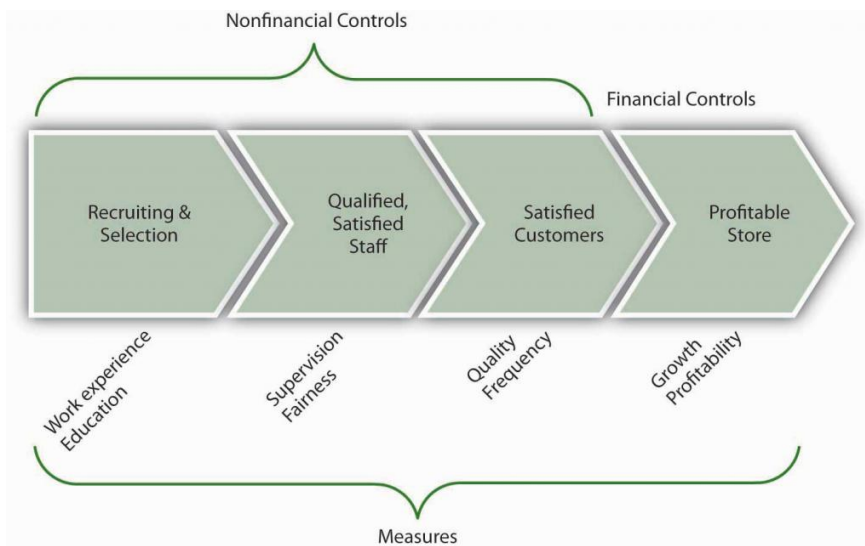 Nonfinancial Controls
Financial Controls
Recruiting &
Selection
Qualified,
Satisfied
Staff
Satisfied
Customers
Profitable
Store
Work experience
Education
Supervision
Fairness
Quality
Frequency
Growth
Profitability
Measures